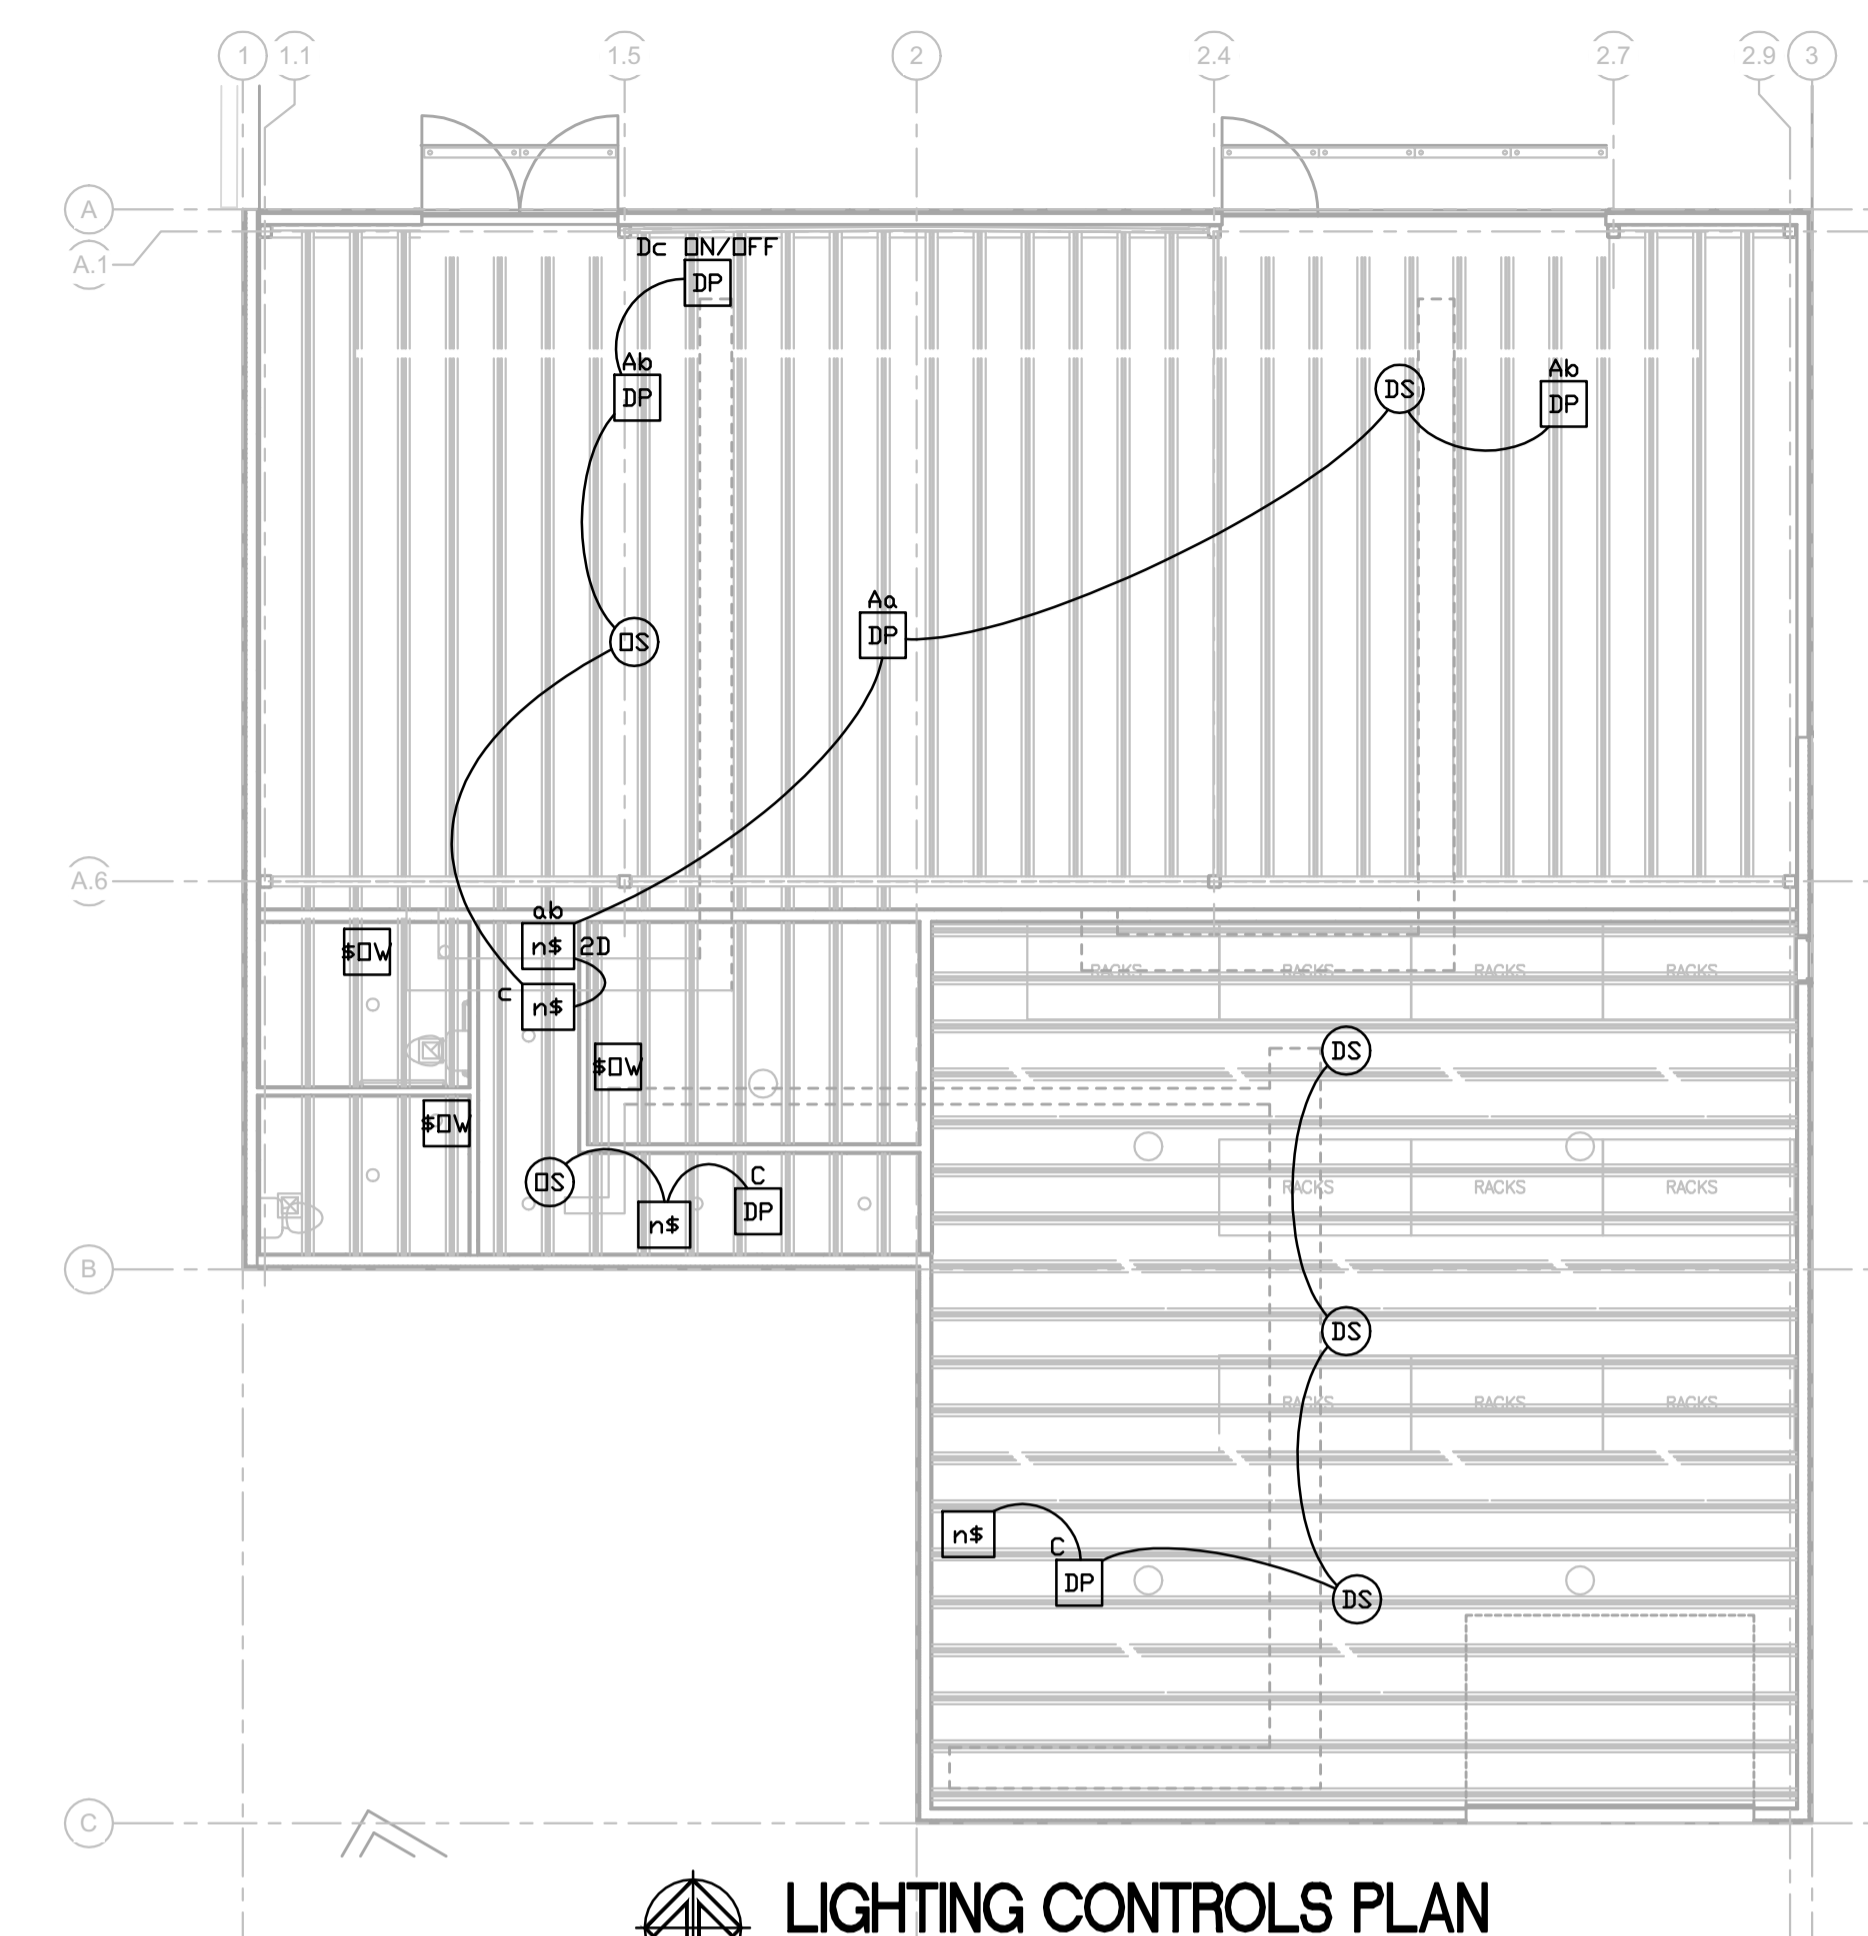 1 1.1 1.5 2 2.4 2.7 2.9 3
A
A.1
Dc ON/OFF
DP
Ab
DP
DS
Ab
DP
Aa
DP
OS
A.6
ab
n$ 2D
$OW
c n$
RACKS RACKS RACKS RACKS
DS
$OW
$OW
OS
n$
C
DP
RACKS RACKS RACKS
B
DS
RACKS RACKS RACKS
n$
C
DP
DS
C
LIGHTING CONTROLS PLAN